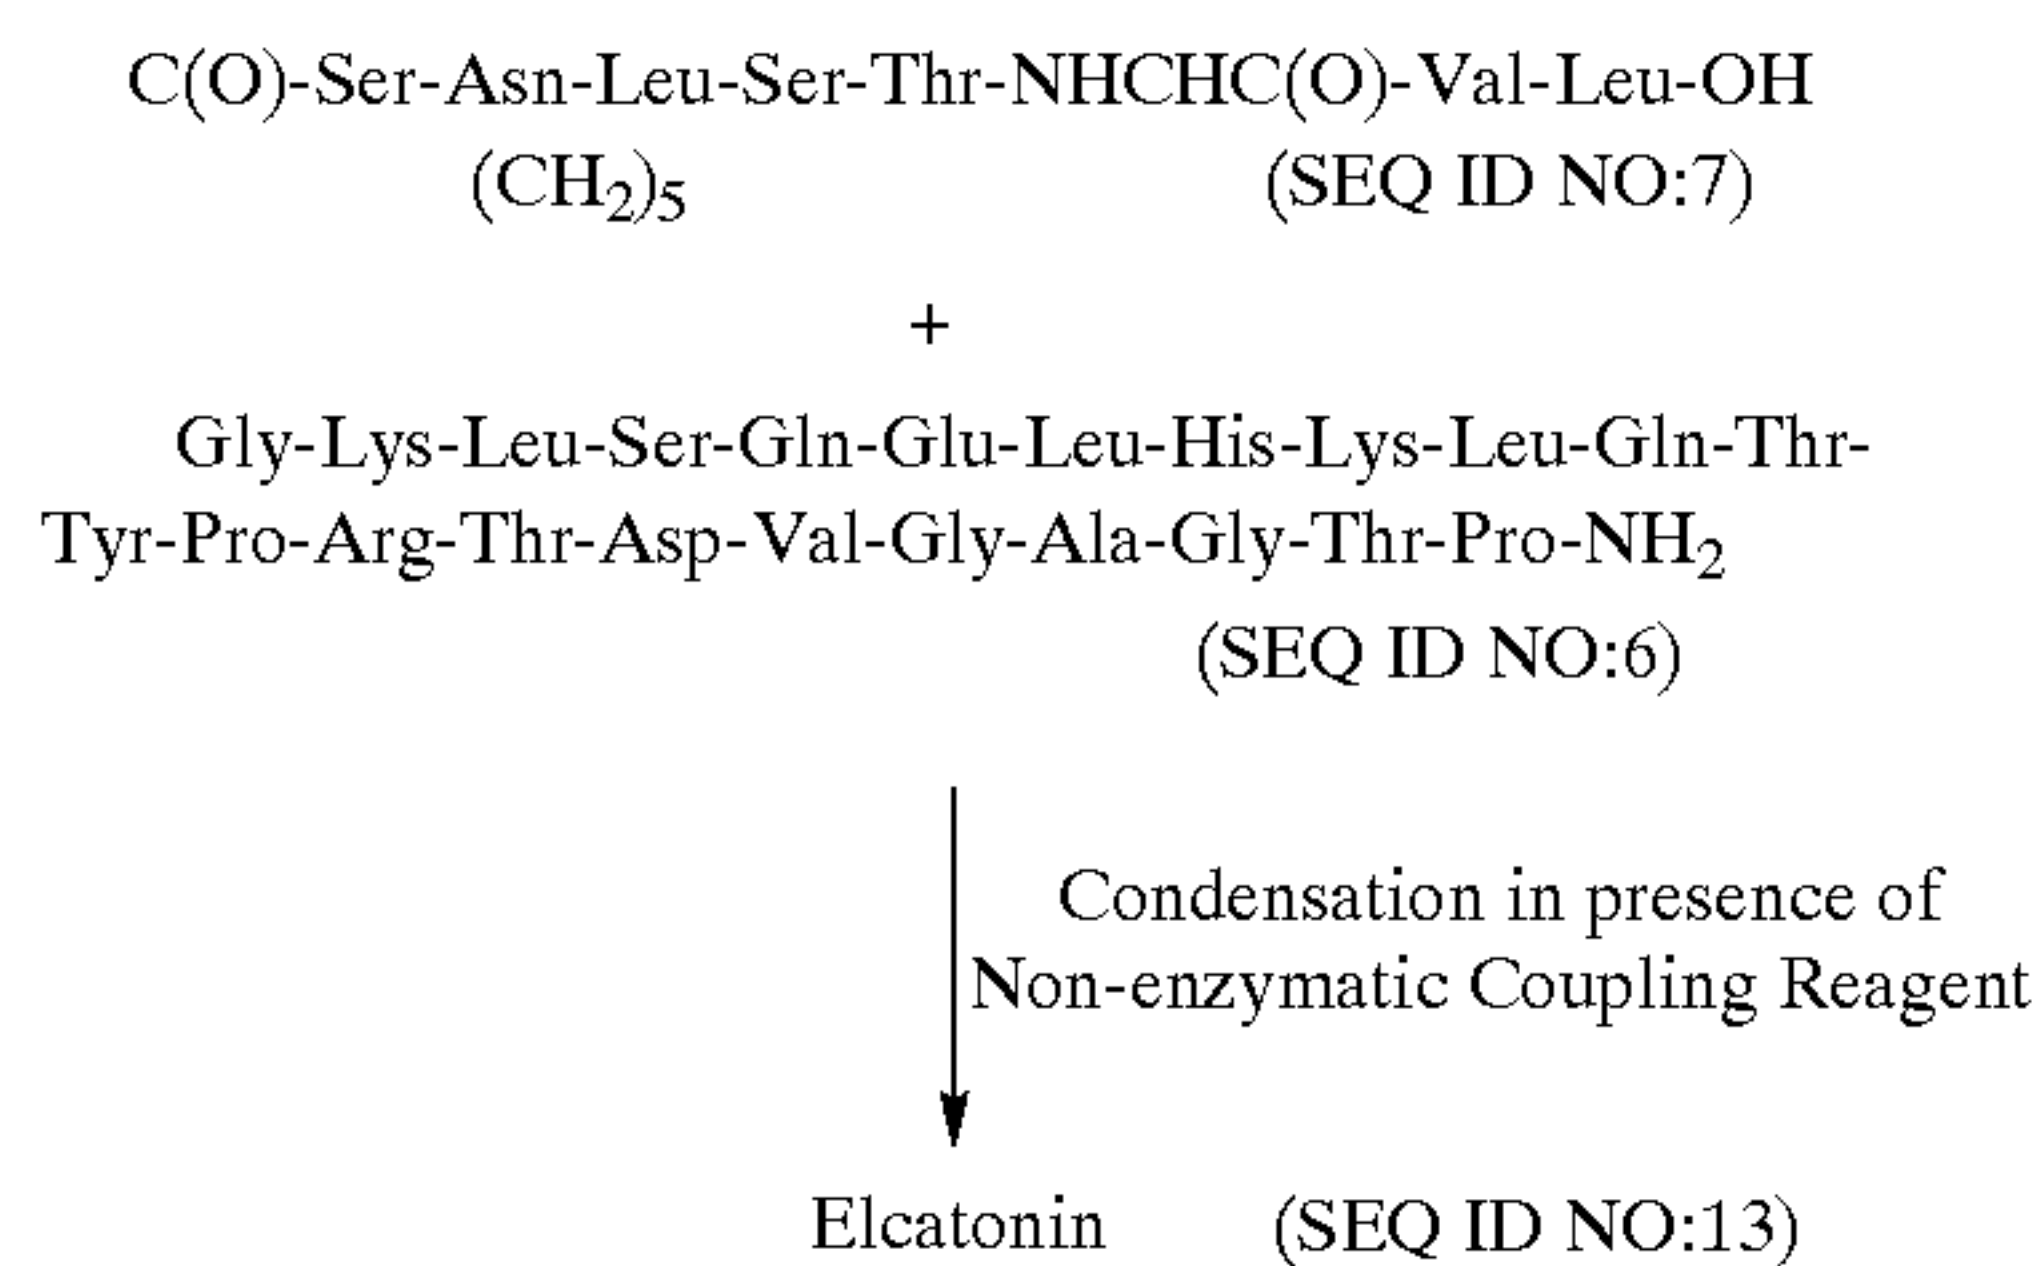 C(O)-Ser-Asn-Leu-Ser-Thr-NHCHC(O)-Val-Leu-OH
(CH₂)₅ (SEQ ID NO:7)
+
Gly-Lys-Leu-Ser-Gln-Glu-Leu-His-Lys-Leu-Gln-Thr-
Tyr-Pro-Arg-Thr-Asp-Val-Gly-Ala-Gly-Thr-Pro-NH₂
(SEQ ID NO:6)
Condensation in presence of
Non-enzymatic Coupling Reagent
Elcatonin (SEQ ID NO:13)